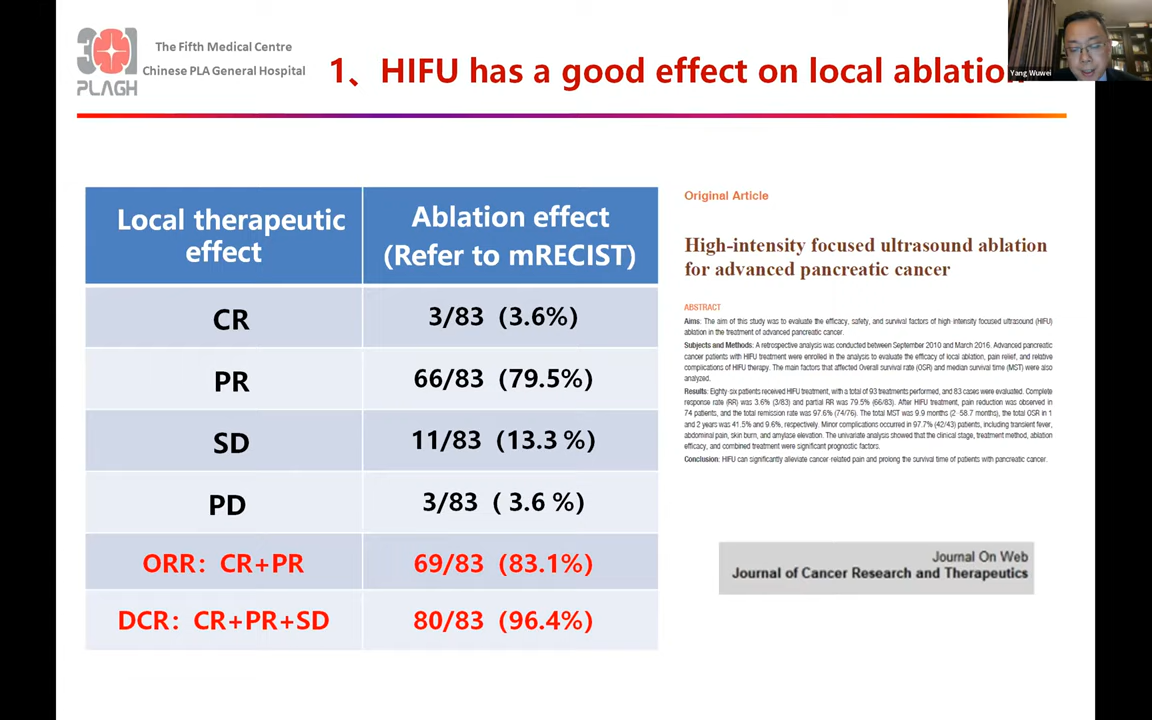 301
PLAGH
The Fifth Medical Centre
Chinese PLA General Hospital
1、HIFU has a good effect on local ablation
Yang Wuwei
Local therapeutic
effect
Ablation effect
(Refer to mRECIST)
CR
3/83 (3.6%)
PR
66/83 (79.5%)
SD
11/83 (13.3 %)
PD
3/83 ( 3.6 %)
ORR：CR+PR
69/83 (83.1%)
DCR：CR+PR+SD
80/83 (96.4%)
Original Article
High-intensity focused ultrasound ablation
for advanced pancreatic cancer
ABSTRACT
Aims: The aim of this study was to evaluate the efficacy, safety, and survival factors of high intensity focused ultrasound (HIFU)
ablation in the treatment of advanced pancreatic cancer.
Subjects and Methods: A retrospective analysis was conducted between September 2010 and March 2016. Advanced pancreatic
cancer patients with HIFU treatment were enrolled in the analysis to evaluate the efficacy of local ablation, pain relief, and relative
complications of HIFU therapy. The main factors that affected Overall survival rate (OSR) and median survival time (MST) were also
analyzed.
Results: Eighty-six patients received HIFU treatment, with a total of 93 treatments performed, and 83 cases were evaluated. Complete
response rate (RR) was 3.6% (3/83) and partial RR was 79.5% (66/83). After HIFU treatment, pain reduction was observed in
74 patients, and the total remission rate was 97.6% (74/76). The total MST was 9.9 months (2–58.7 months), the total OSR in 1
and 2 years was 41.5% and 9.6%, respectively. Minor complications occurred in 97.7% (42/43) patients, including transient fever,
abdominal pain, skin burn, and amylase elevation. The univariate analysis showed that the clinical stage, treatment method, ablation
efficacy, and combined treatment were significant prognostic factors.
Conclusion: HIFU can significantly alleviate cancer-related pain and prolong the survival time of patients with pancreatic cancer.
Journal On Web
Journal of Cancer Research and Therapeutics